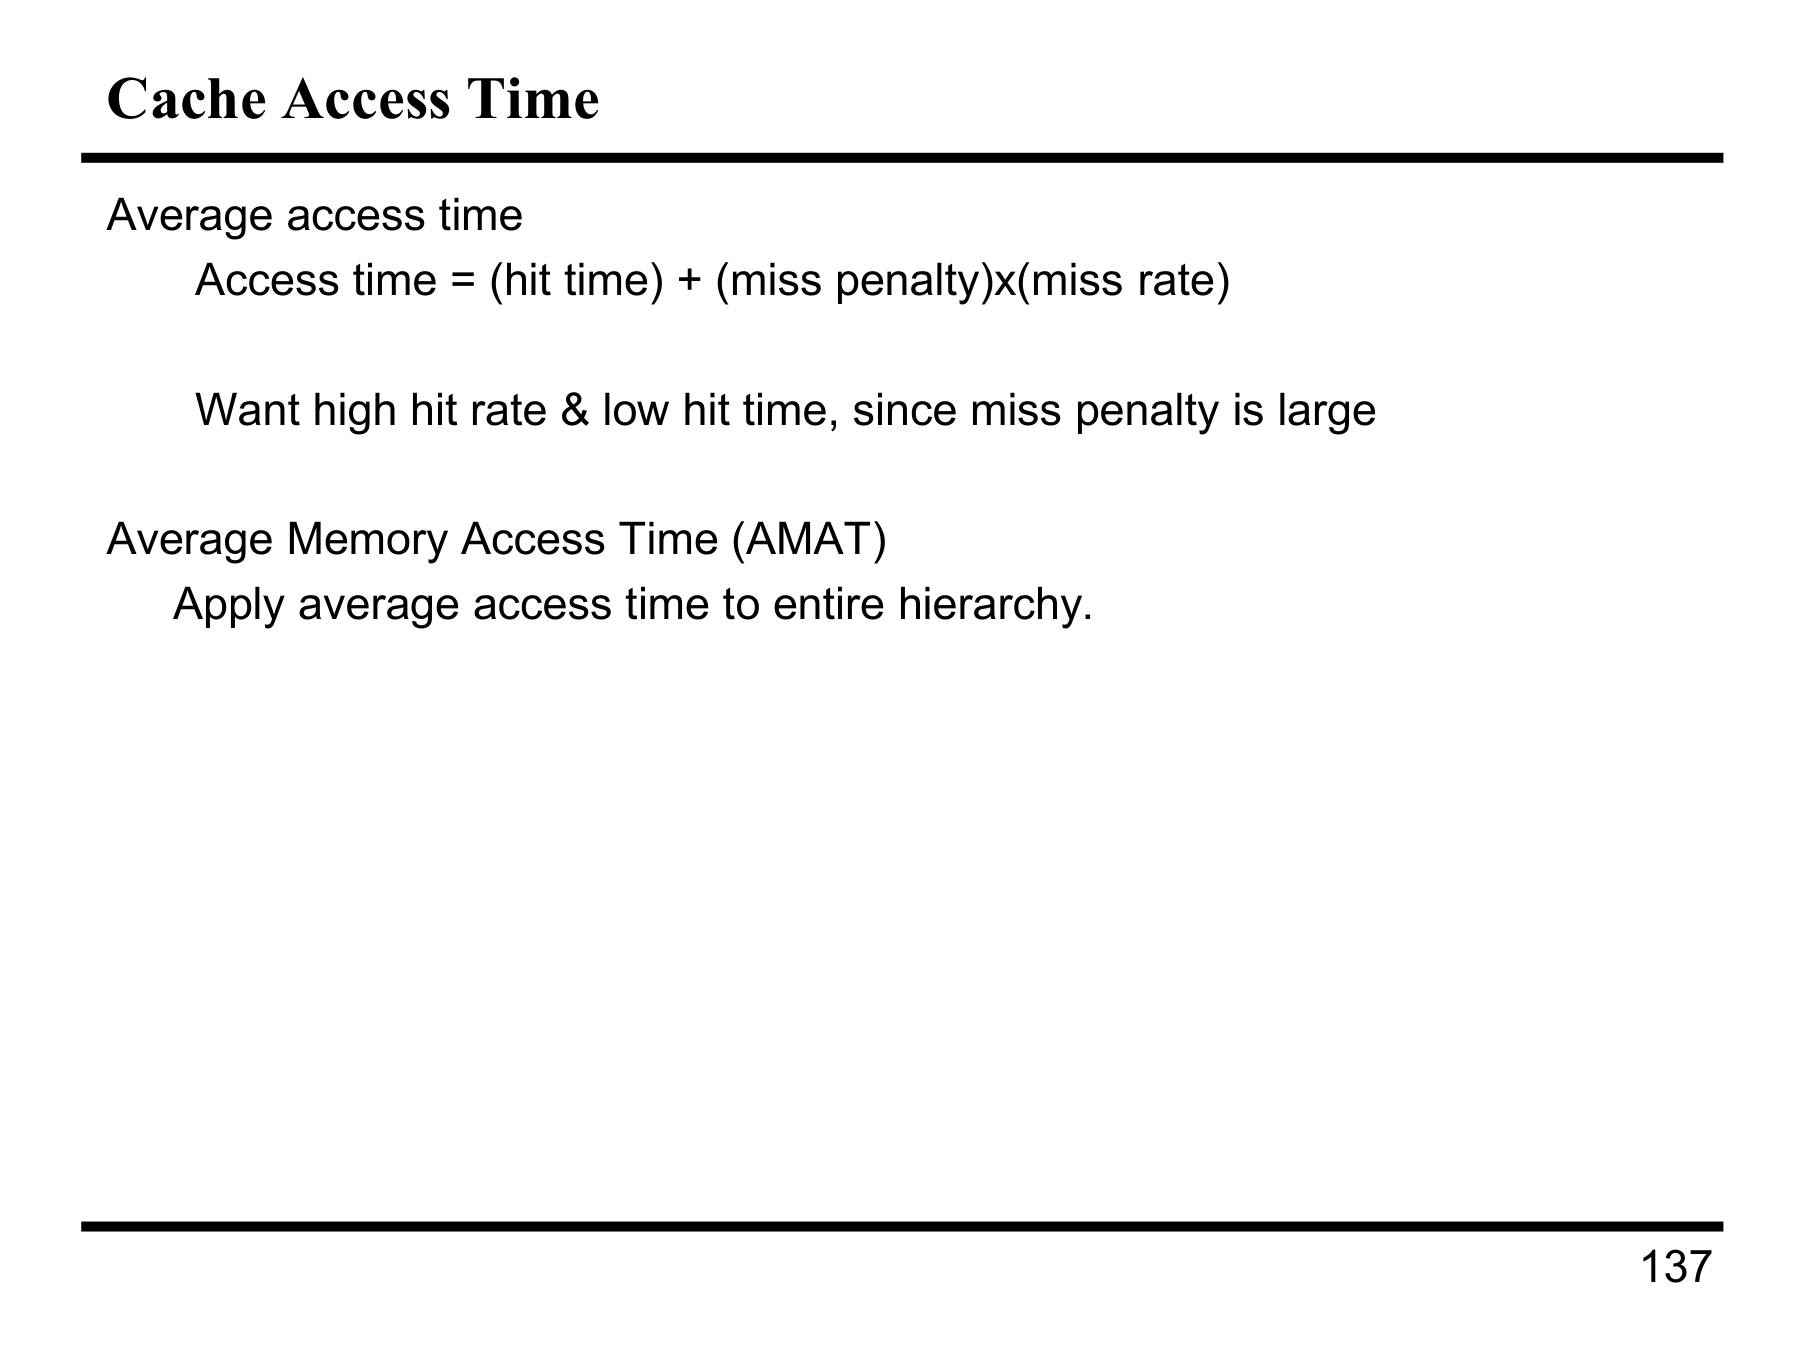 Cache Access Time
Average access time
Access time = (hit time) + (miss penalty)x(miss rate)
Want high hit rate & low hit time, since miss penalty is large
Average Memory Access Time (AMAT)
Apply average access time to entire hierarchy.
137